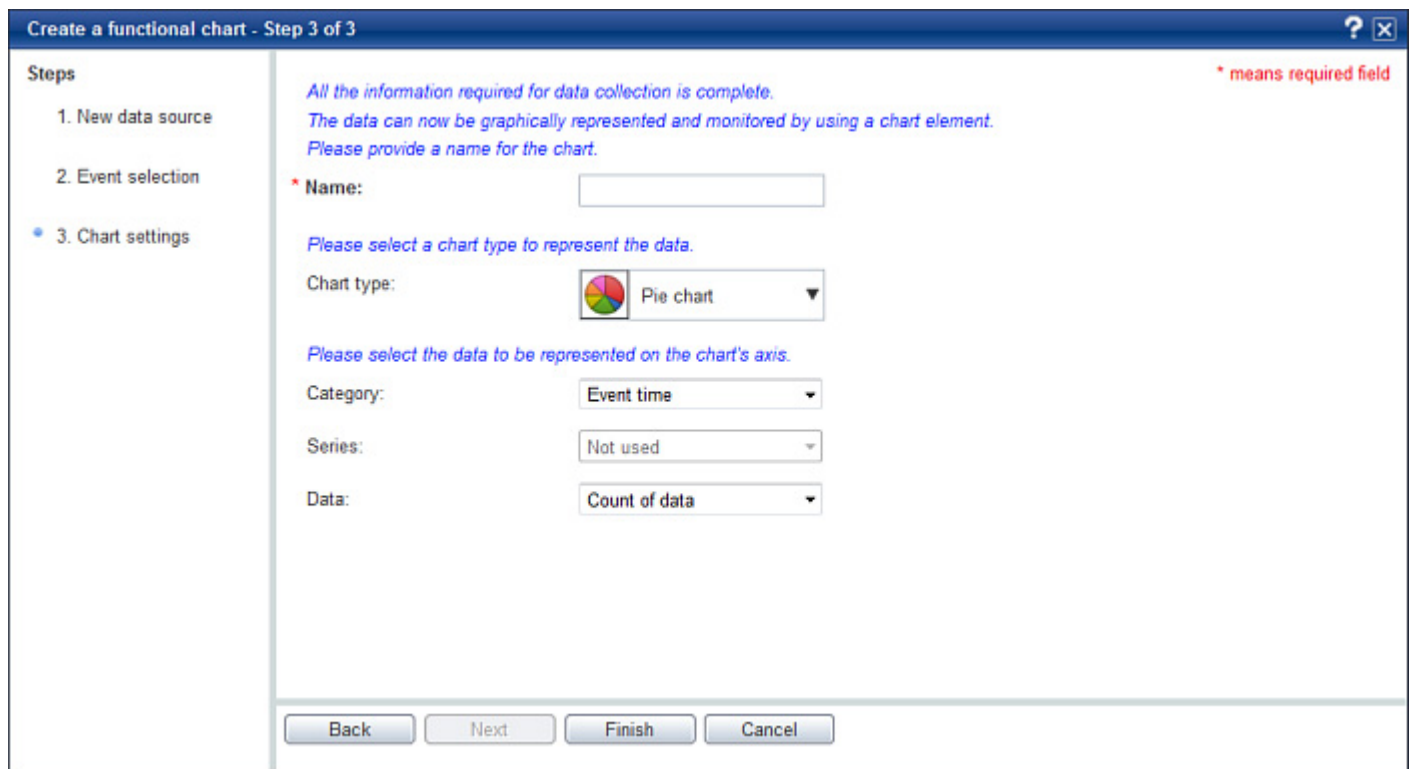 Create a functional chart - Step 3 of 3
?
Steps
1. New data source
2. Event selection
3. Chart settings
* means required field
All the information required for data collection is complete.
The data can now be graphically represented and monitored by using a chart element.
Please provide a name for the chart.
* Name:
Please select a chart type to represent the data.
Chart type: Pie chart
Please select the data to be represented on the chart's axis.
Category: Event time
Series: Not used
Data: Count of data
Back Next Finish Cancel